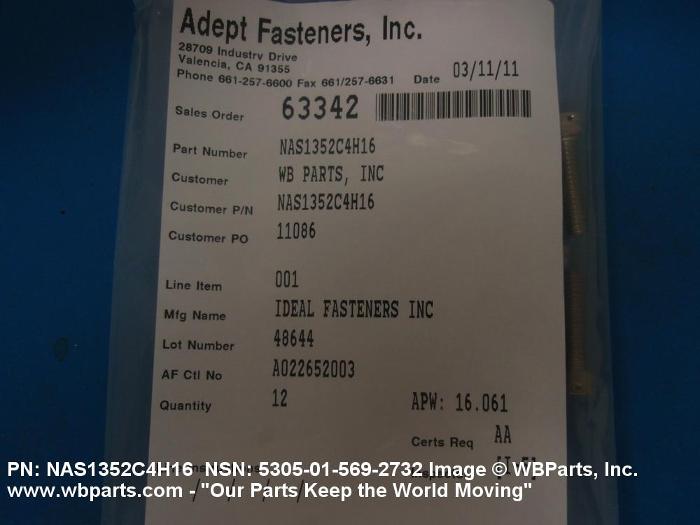 Adept Fasteners, Inc.
28709 Industry Drive
Valencia, CA 91355
Phone 661-257-6600 Fax 661/257-6631 Date 03/11/11
Sales Order 63342
Part Number NAS1352C4H16
Customer WB PARTS, INC
Customer P/N NAS1352C4H16
Customer PO 11086
Line Item 001
Mfg Name IDEAL FASTENERS INC
Lot Number 48644
AF Ctl No A022652003
Quantity 12 APW: 16.061
Certs Req AA
PN: NAS1352C4H16 NSN: 5305-01-569-2732 Image © WBParts, Inc.
www.wbparts.com - "Our Parts Keep the World Moving"